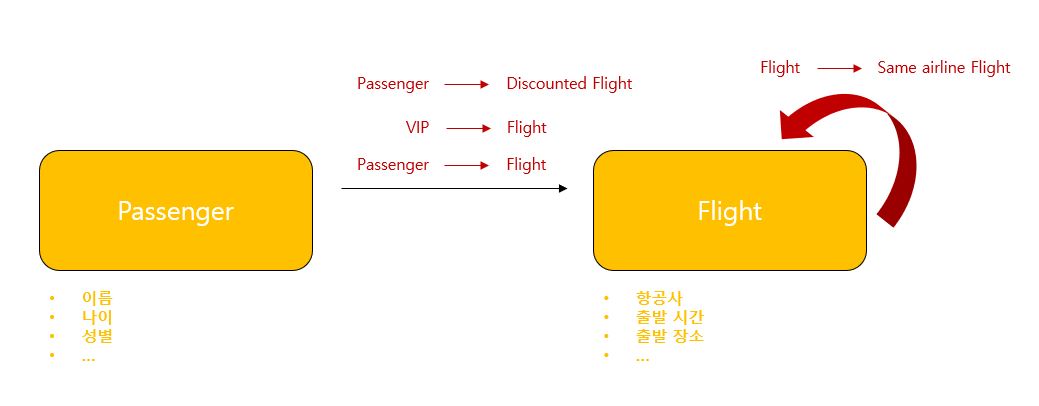 Flight → Same airline Flight
Passenger → Discounted Flight
VIP → Flight
Passenger → Flight
Passenger
Flight
• 이름
• 나이
• 성별
• ...
• 항공사
• 출발 시간
• 출발 장소
• ...